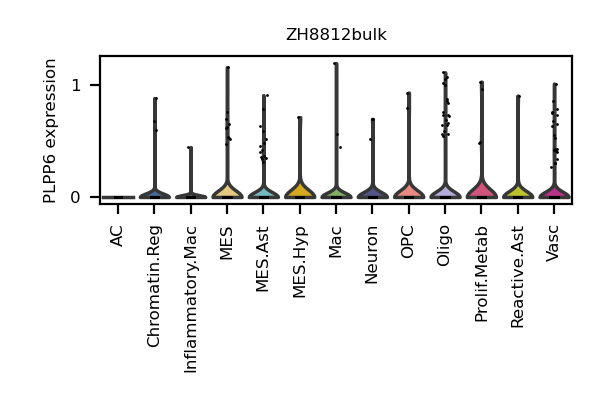 ZH8812bulk
PLPP6 expression
1
0
AC
Chromatin.Reg
Inflammatory.Mac
MES
MES.Ast
MES.Hyp
Mac
Neuron
OPC
Oligo
Prolif.Metab
Reactive.Ast
Vasc